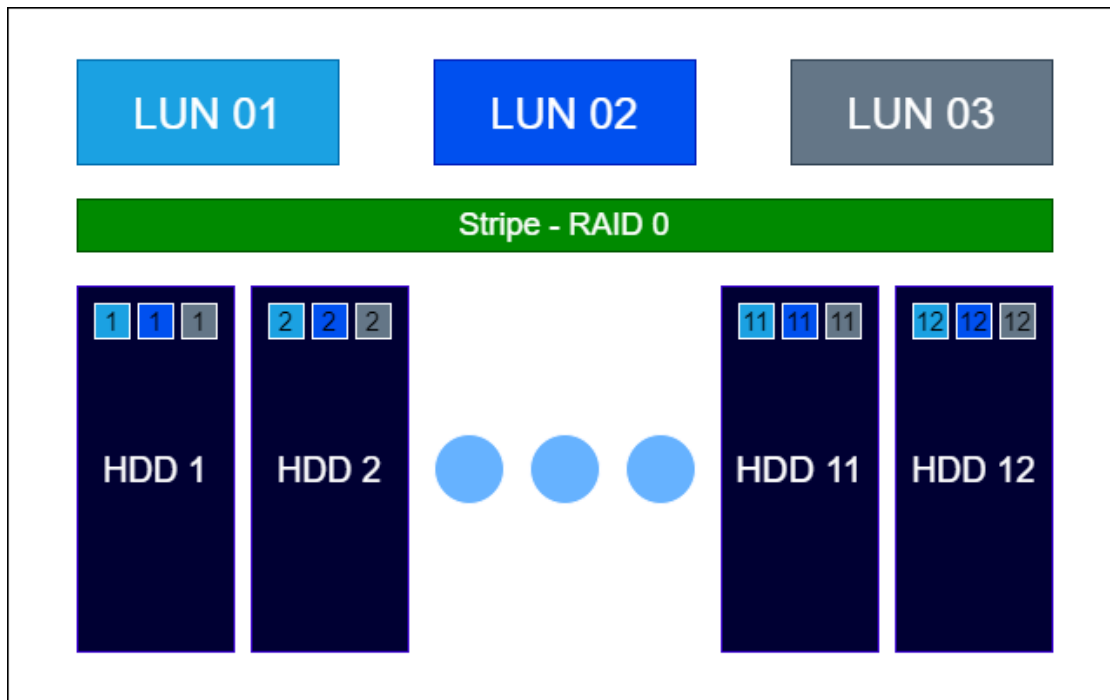 LUN 01
LUN 02
LUN 03
Stripe - RAID 0
1 1 1
2 2 2
11 11 11
12 12 12
HDD 1
HDD 2
HDD 11
HDD 12